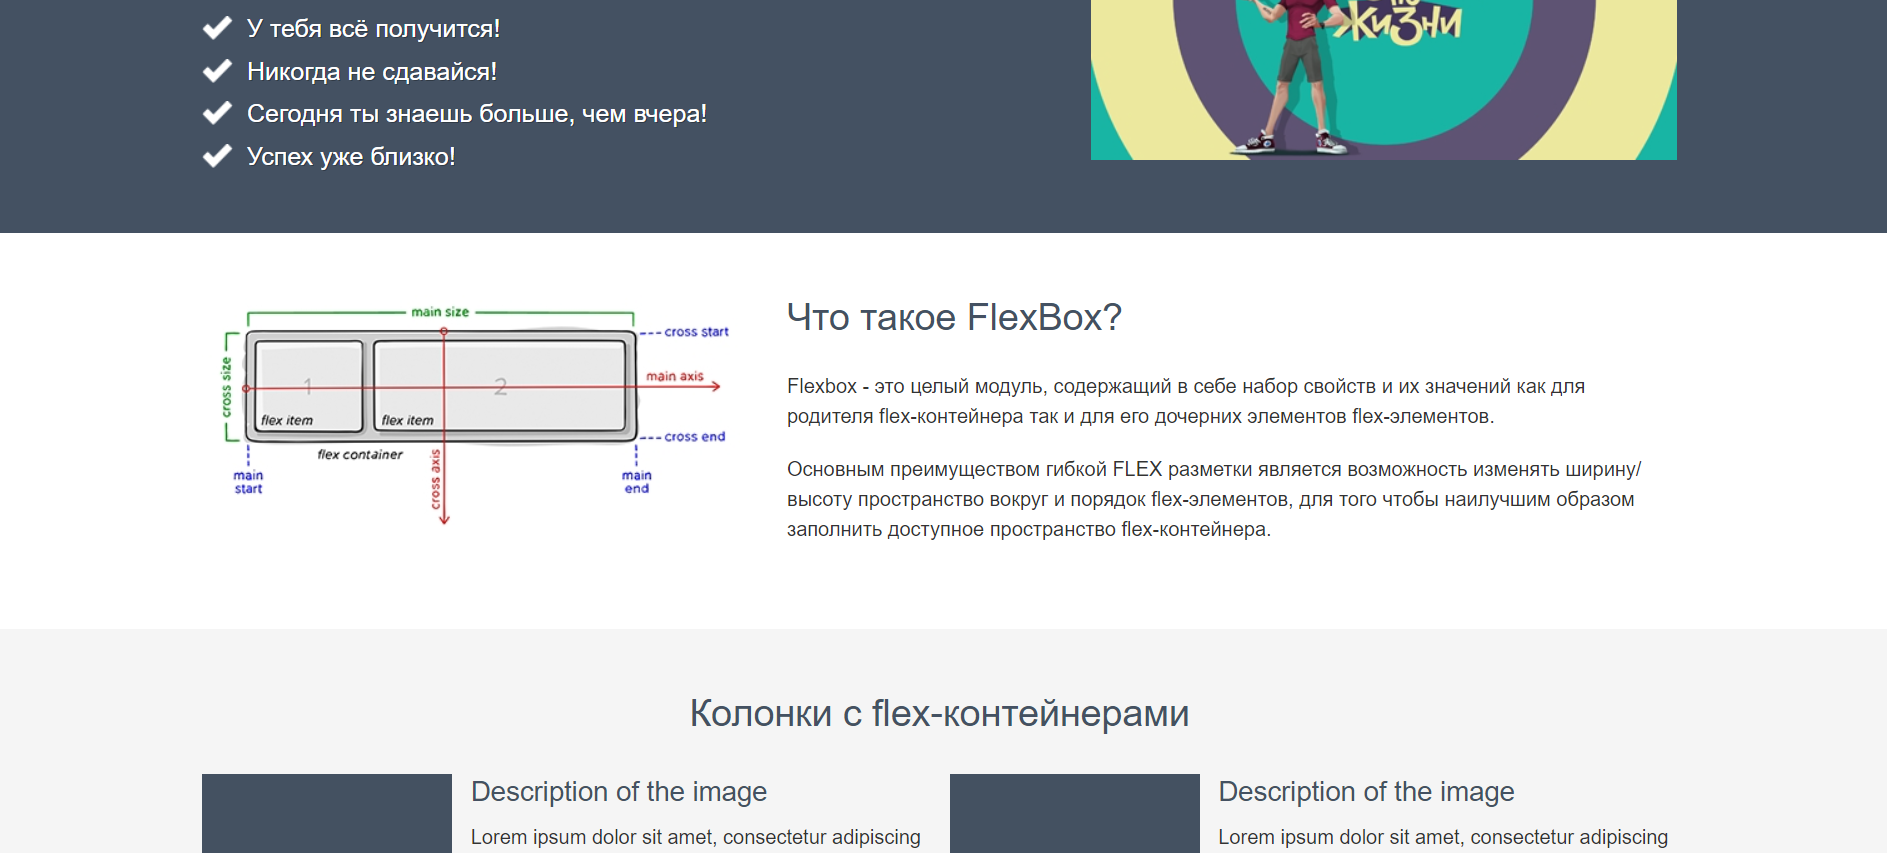 У тебя всё получится!
Никогда не сдавайся!
Сегодня ты знаешь больше, чем вчера!
Успех уже близко!
жизни
main size
cross start
cross size
main axis
1
2
flex item
flex item
cross end
flex container
cross axis
main
start
main
end
Что такое FlexBox?
Flexbox - это целый модуль, содержащий в себе набор свойств и их значений как для
родителя flex-контейнера так и для его дочерних элементов flex-элементов.
Основным преимуществом гибкой FLEX разметки является возможность изменять ширину/
высоту пространство вокруг и порядок flex-элементов, для того чтобы наилучшим образом
заполнить доступное пространство flex-контейнера.
Колонки с flex-контейнерами
Description of the image
Lorem ipsum dolor sit amet, consectetur adipiscing
Description of the image
Lorem ipsum dolor sit amet, consectetur adipiscing